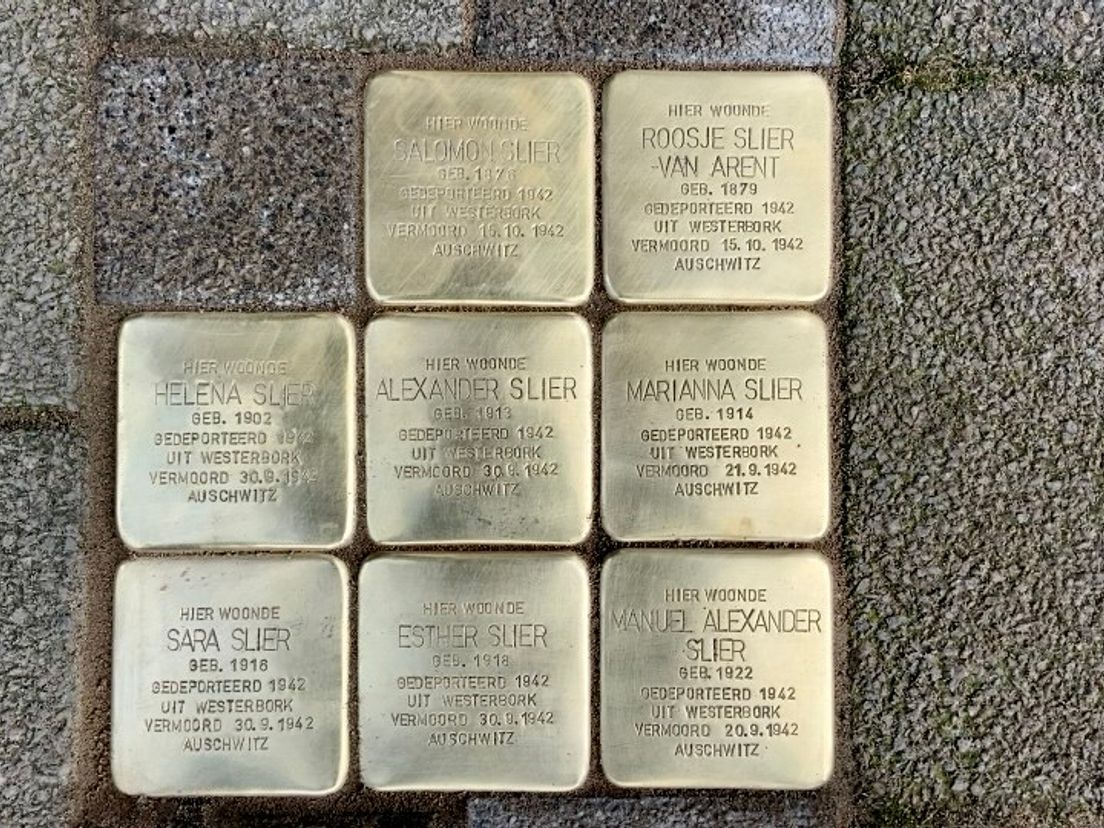 HIER WOONDE
SALOMON SLIER
GEB. 1878
GEDEPORTEERD 1942
UIT WESTERBORK
VERMOORD 15.10.1942
AUSCHWITZ
HIER WOONDE
ROOSJE SLIER
-VAN ARENT
GEB. 1879
GEDEPORTEERD 1942
UIT WESTERBORK
VERMOORD 15.10.1942
AUSCHWITZ
HIER WOONDE
HELENA SLIER
GEB. 1902
GEDEPORTEERD 1942
UIT WESTERBORK
VERMOORD 30.9.1942
AUSCHWITZ
HIER WOONDE
ALEXANDER SLIER
GEB. 1913
GEDEPORTEERD 1942
UIT WESTERBORK
VERMOORD 30.9.1942
AUSCHWITZ
HIER WOONDE
MARIANNA SLIER
GEB. 1914
GEDEPORTEERD 1942
UIT WESTERBORK
VERMOORD 21.9.1942
AUSCHWITZ
HIER WOONDE
SARA SLIER
GEB. 1916
GEDEPORTEERD 1942
UIT WESTERBORK
VERMOORD 30.9.1942
AUSCHWITZ
HIER WOONDE
ESTHER SLIER
GEB. 1918
GEDEPORTEERD 1942
UIT WESTERBORK
VERMOORD 30.9.1942
AUSCHWITZ
HIER WOONDE
MANUEL ALEXANDER
SLIER
GEB. 1922
GEDEPORTEERD 1942
UIT WESTERBORK
VERMOORD 20.9.1942
AUSCHWITZ